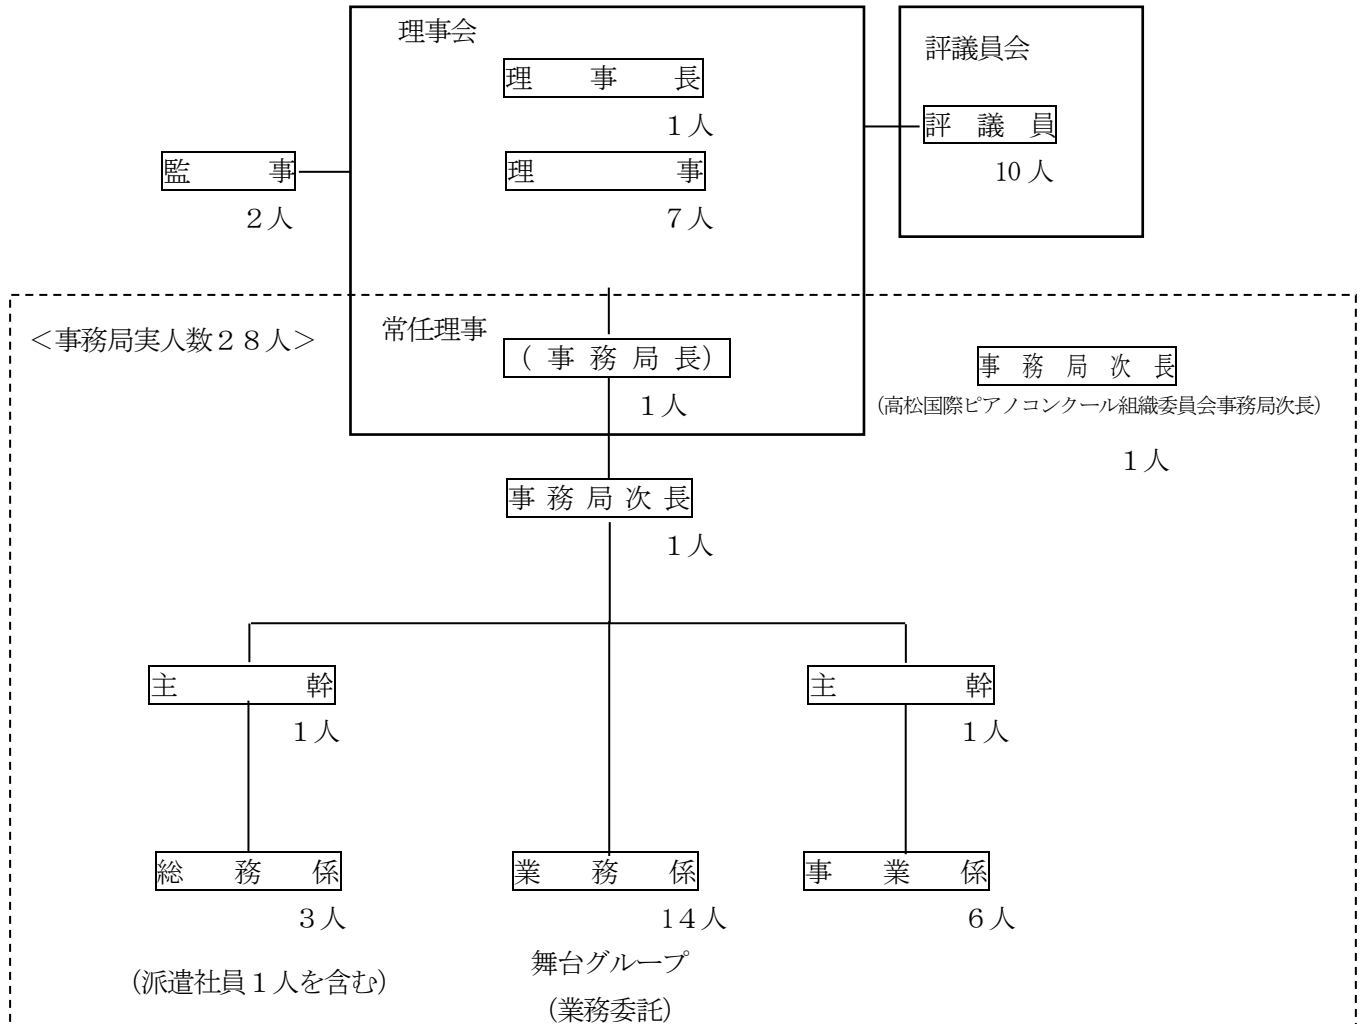 理事会
評議員会
理事長
1人
評議員
10人
監事
2人
理事
7人
常任理事
＜事務局実人数２８人＞
(事務局長)
1人
事務局次長
(高松国際ピアノコンクール組織委員会事務局次長)
1人
事務局次長
1人
主幹
1人
主幹
1人
総務係
3人
(派遣社員１人を含む)
業務係
14人
舞台グループ
(業務委託)
事業係
6人